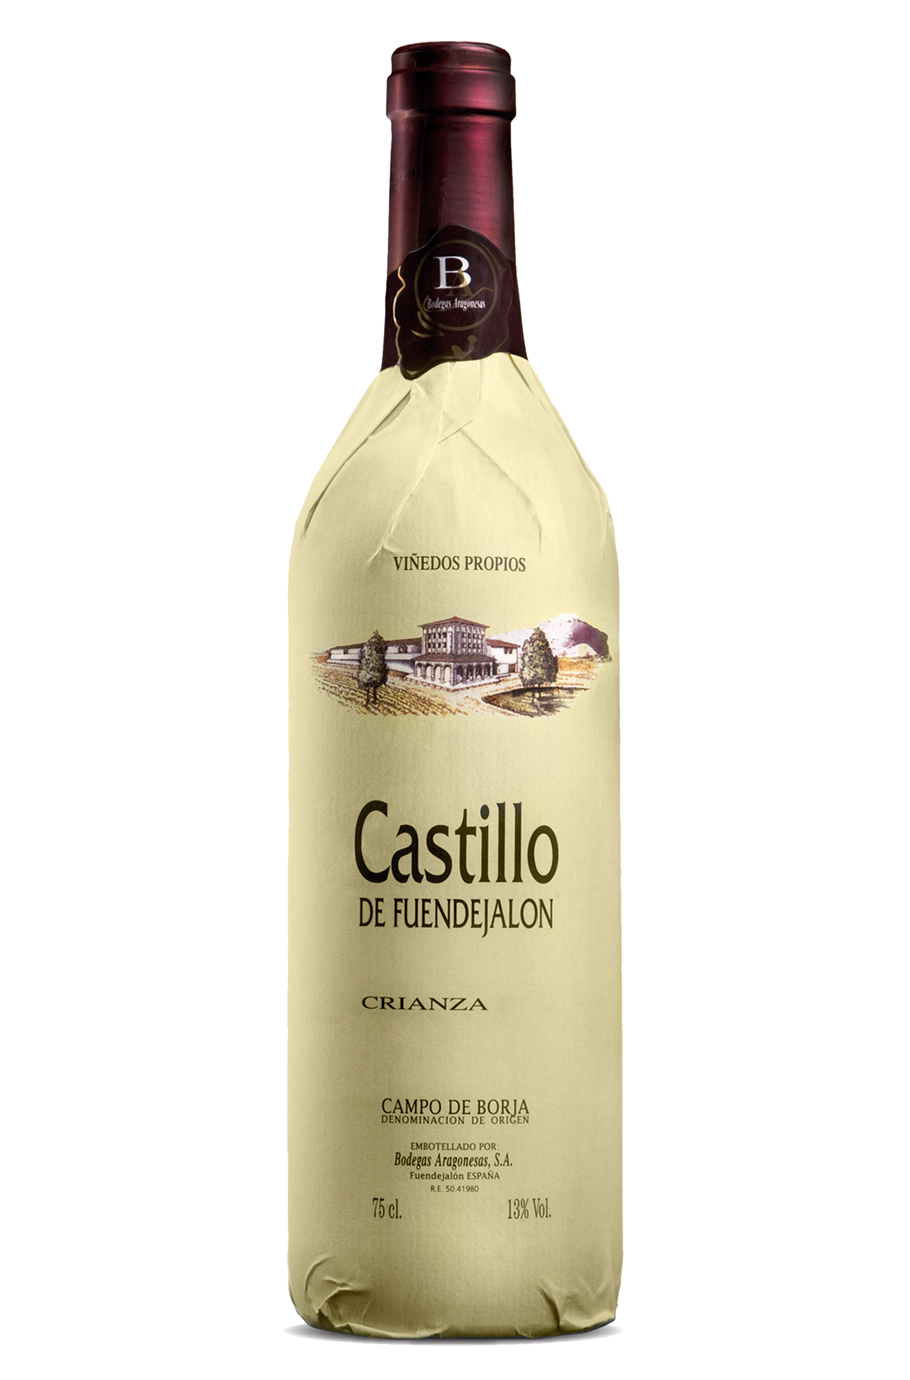 B
Bodegas Aragonesas
VIÑEDOS PROPIOS
Castillo
DE FUENDEJALON
CRIANZA
CAMPO DE BORJA
DENOMINACION DE ORIGEN
EMBOTELLADO POR:
Bodegas Aragonesas, S.A.
Fuendejalón ESPAÑA
R.E. 50.41980
75 cl. 13% Vol.